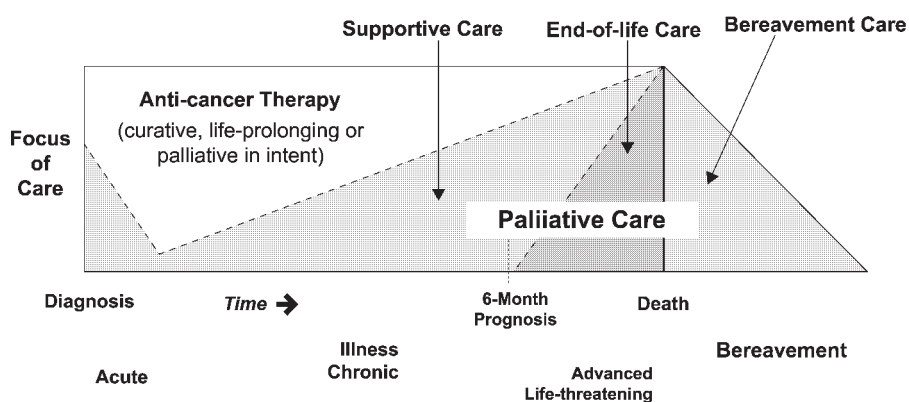 Supportive Care
End-of-life Care
Bereavement Care
Anti-cancer Therapy
(curative, life-prolonging or
palliative in intent)
Focus
of
Care
Paliiative Care
Diagnosis
Time
6-Month
Prognosis
Death
Illness
Chronic
Bereavement
Acute
Advanced
Life-threatening